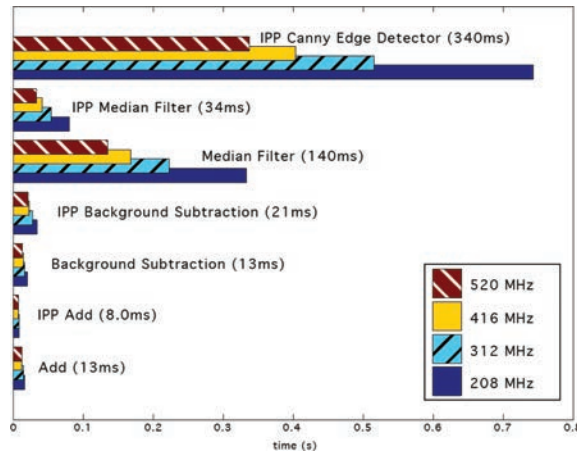 IPP Canny Edge Detector (340ms)
IPP Median Filter (34ms)
Median Filter (140ms)
IPP Background Subtraction (21ms)
Background Subtraction (13ms)
IPP Add (8.0ms)
Add (13ms)
520 MHz
416 MHz
312 MHz
208 MHz
0 0.1 0.2 0.3 0.4 0.5 0.6 0.7 0.8
time (s)